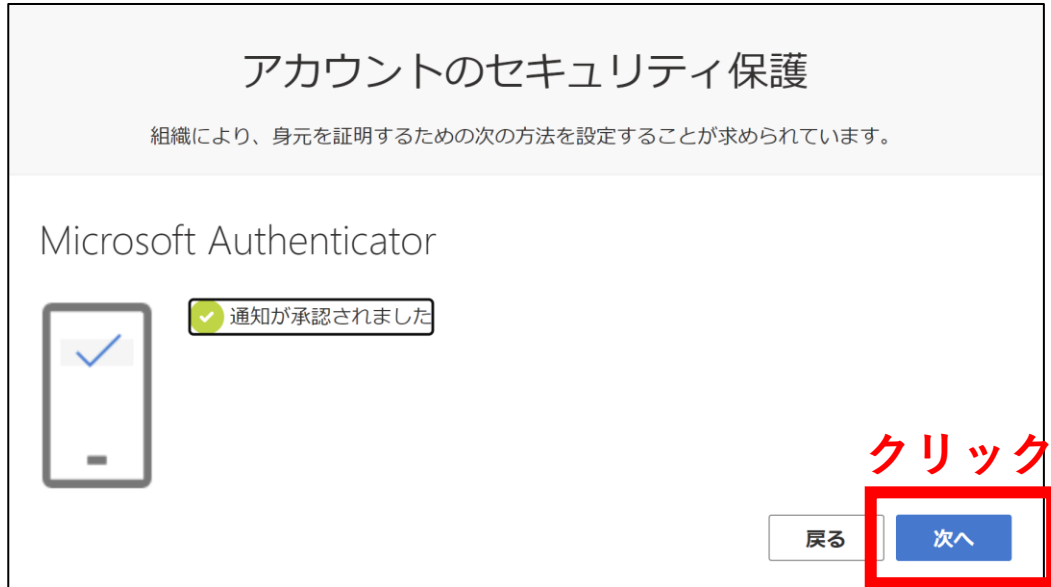 アカウントのセキュリティ保護
組織により、身元を証明するための次の方法を設定することが求められています。
Microsoft Authenticator
通知が承認されました
クリック
戻る
次へ